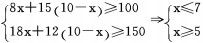 8x+15(10−x)≥100 ⇒ x≤7
18x+12(10−x)≥150 x≥5